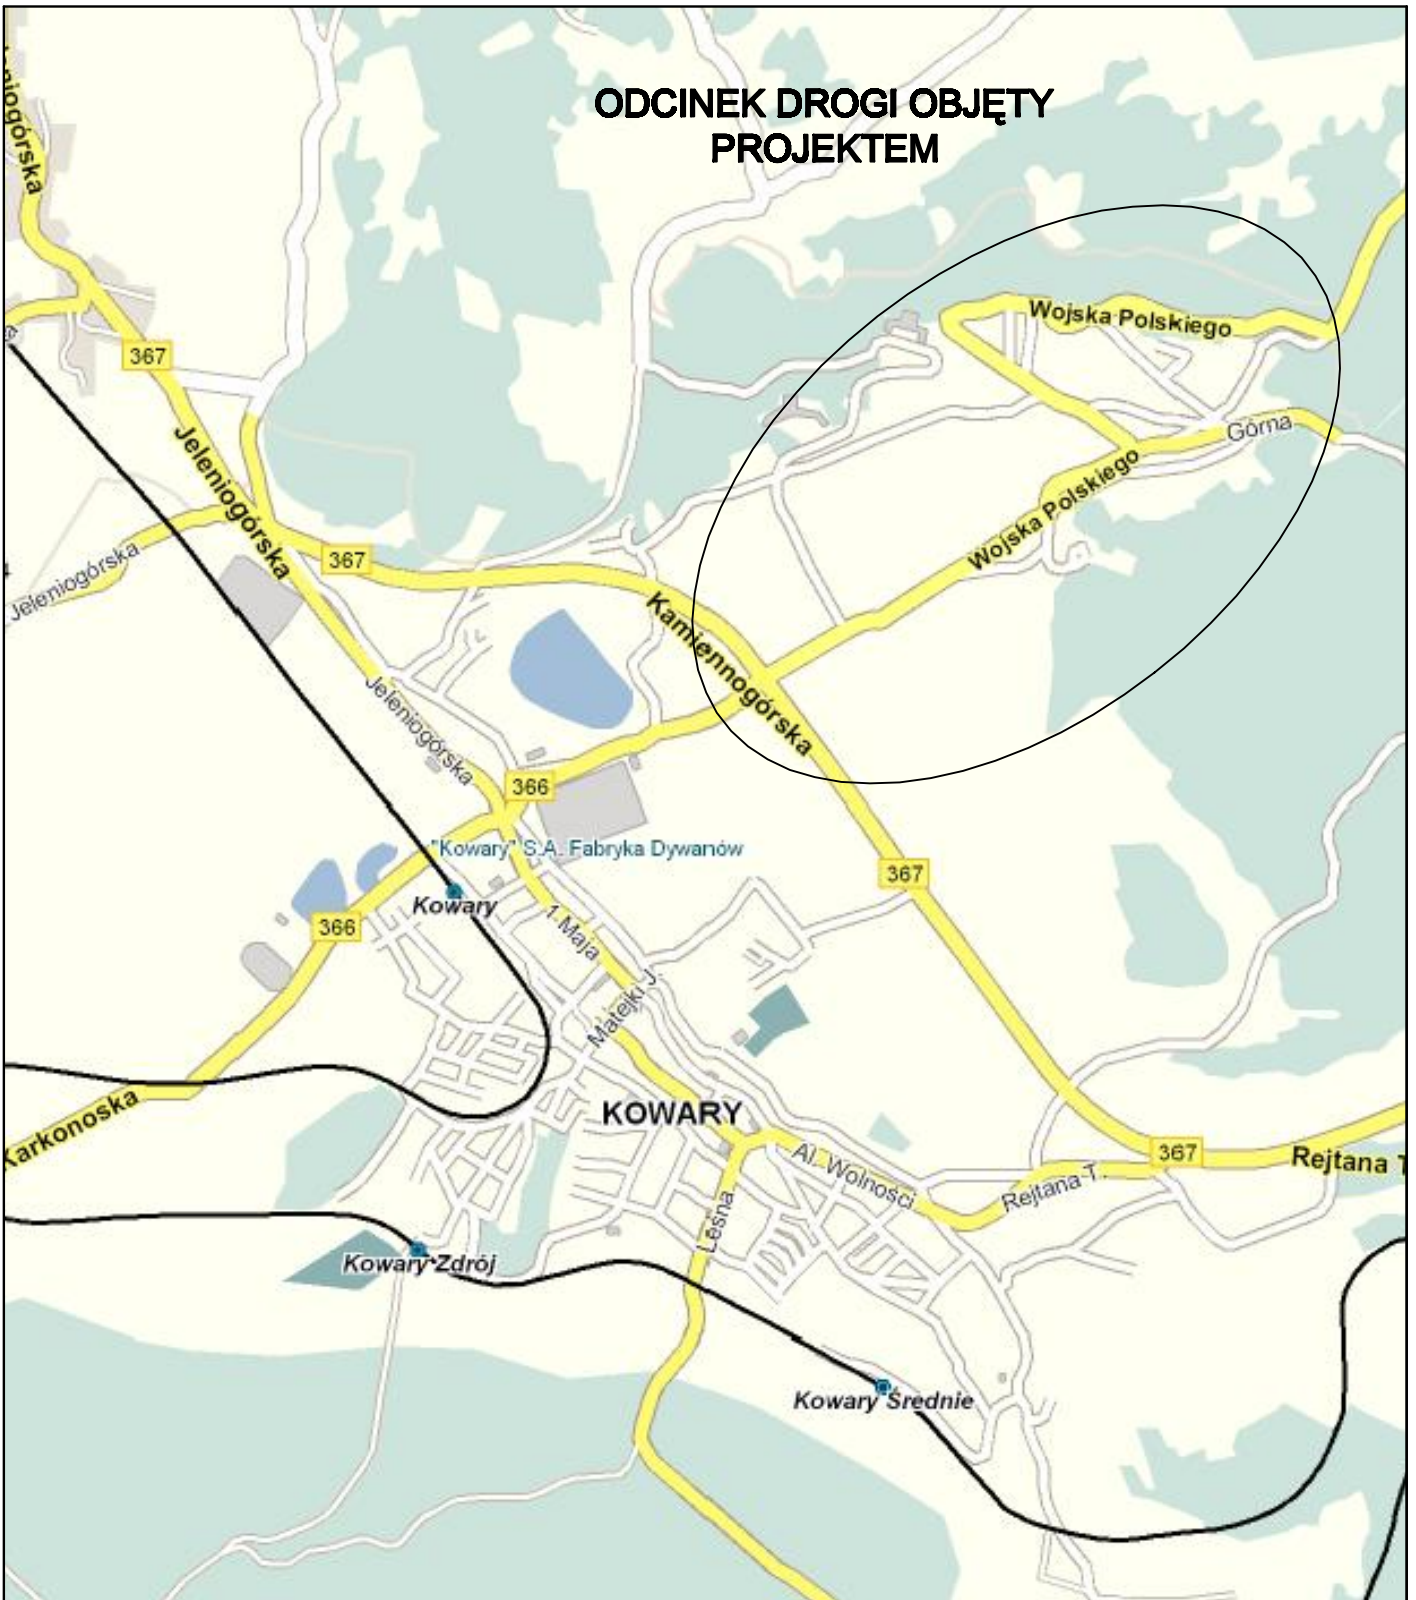 ODCINEK DROGI OBJĘTY
PROJEKTEM
Wojska Polskiego
367
Jeleniogórska
Górna
Wojska Polskiego
367
Jeleniogórska
Kamiennogórska
Jeleniogórska
366
"Kowary" S.A. Fabryka Dywanów
367
Kowary
366
1 Maja
Matejki J.
KOWARY
Karkonoska
Al. Wolności
367
Rejtana T
Rejtana T.
Leśna
Kowary Zdrój
Kowary Średnie